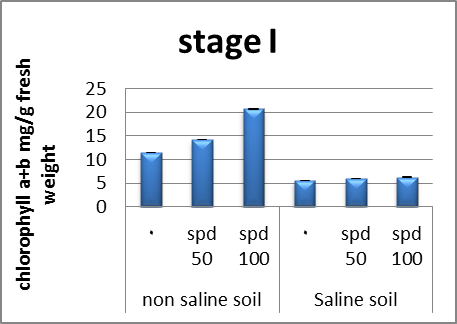 stage I
chlorophyll a+b mg/g fresh
weight
25
20
15
10
5
0
spd
50
spd
100
spd
50
spd
100
non saline soil
Saline soil